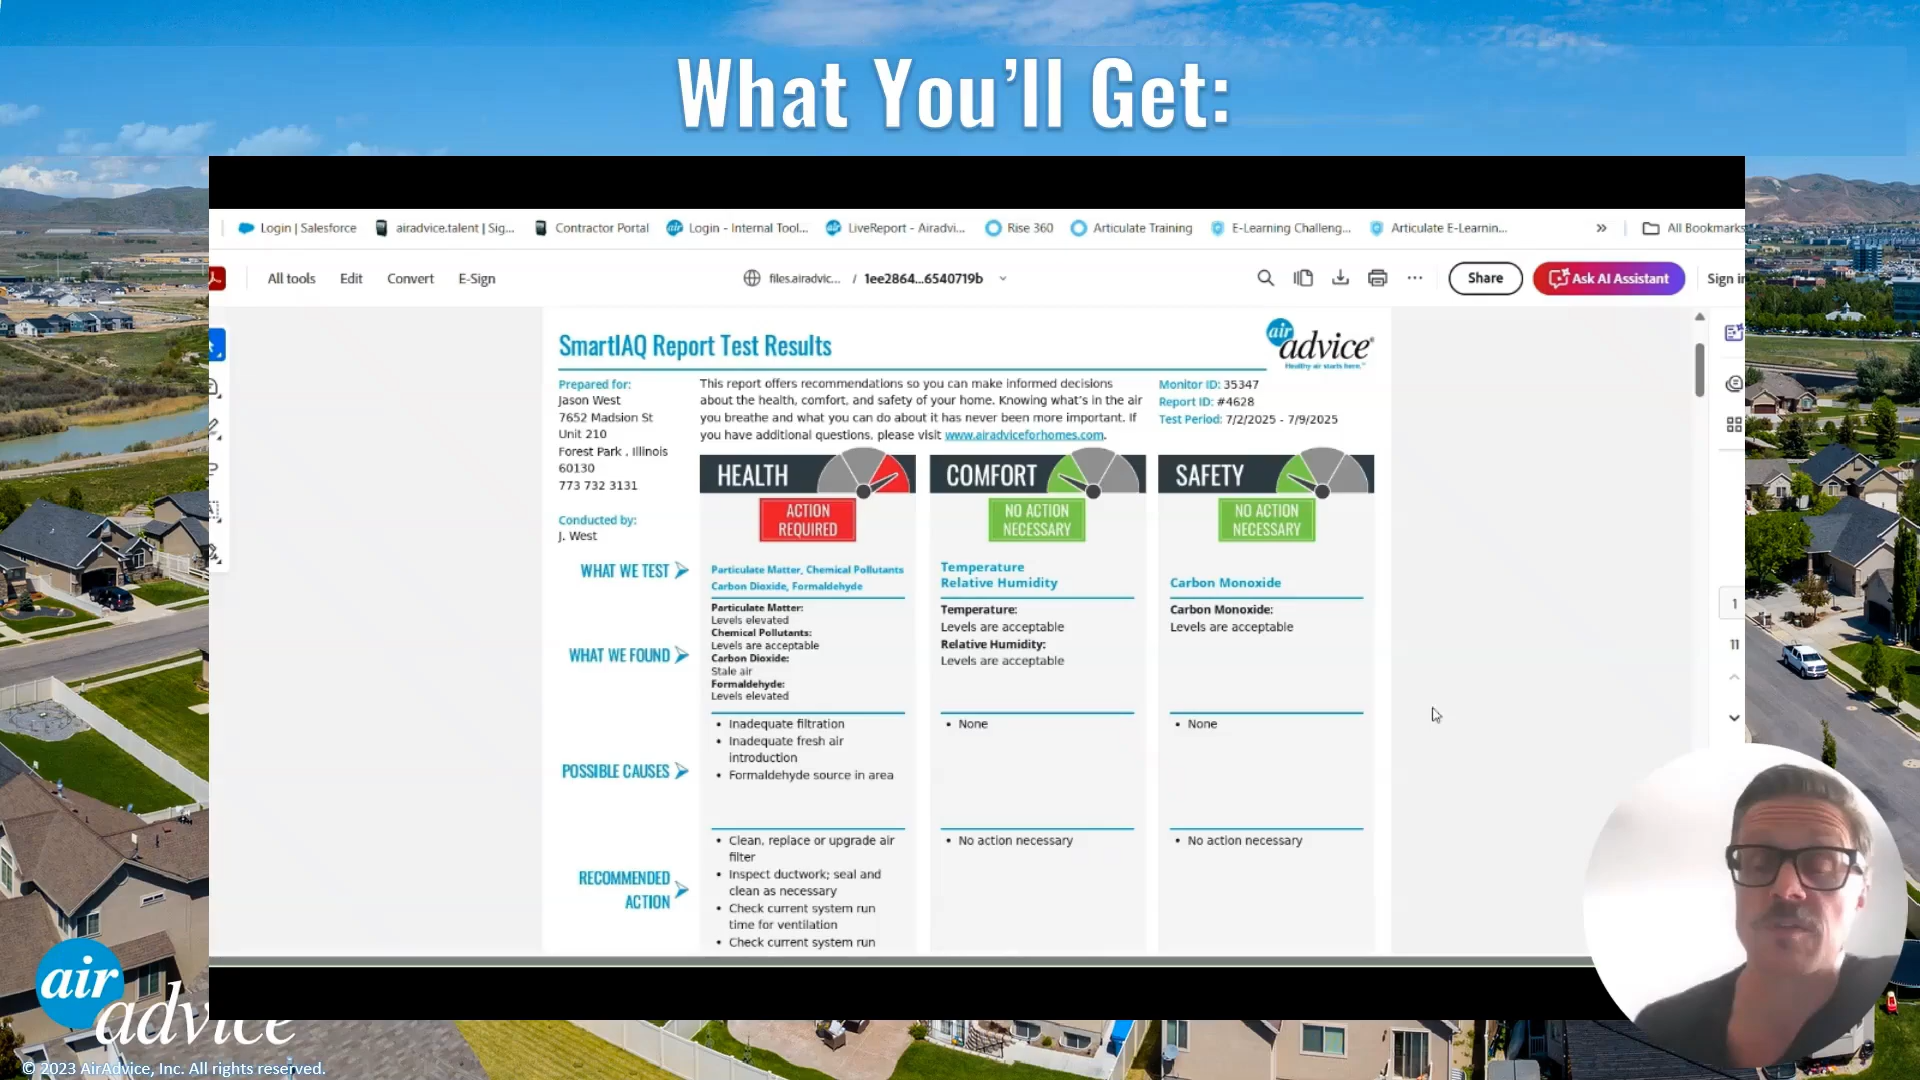 What You'll Get:
Login | Salesforce
airadvice.talent | Sig...
Contractor Portal
Login - Internal Tool...
LiveReport - Airadvi...
Rise 360
Articulate Training
E-Learning Challeng...
Articulate E-Learnin...
»
All Bookmarks
All tools
Edit
Convert
E-Sign
files.airadvic... / 1ee2864...6540719b
Share
Ask AI Assistant
Sign in
SmartIAQ Report Test Results
air advice
Healthy air starts here.™
Prepared for:
Jason West
7652 Madsion St
Unit 210
Forest Park , Illinois
60130
773 732 3131
Conducted by:
J. West
This report offers recommendations so you can make informed decisions
about the health, comfort, and safety of your home. Knowing what's in the air
you breathe and what you can do about it has never been more important. If
you have additional questions, please visit www.airadviceforhomes.com.
Monitor ID: 35347
Report ID: #4628
Test Period: 7/2/2025 - 7/9/2025
HEALTH
ACTION
REQUIRED
COMFORT
NO ACTION
NECESSARY
SAFETY
NO ACTION
NECESSARY
WHAT WE TEST
Particulate Matter, Chemical Pollutants
Carbon Dioxide, Formaldehyde
Temperature
Relative Humidity
Carbon Monoxide
WHAT WE FOUND
Particulate Matter:
Levels elevated
Chemical Pollutants:
Levels are acceptable
Carbon Dioxide:
Stale air
Formaldehyde:
Levels elevated
Temperature:
Levels are acceptable
Relative Humidity:
Levels are acceptable
Carbon Monoxide:
Levels are acceptable
POSSIBLE CAUSES
• Inadequate filtration
• Inadequate fresh air
introduction
• Formaldehyde source in area
• None
• None
RECOMMENDED
ACTION
• Clean, replace or upgrade air
filter
• Inspect ductwork; seal and
clean as necessary
• Check current system run
time for ventilation
• Check current system run
• No action necessary
• No action necessary
1
11
air advice
© 2023 AirAdvice, Inc. All rights reserved.